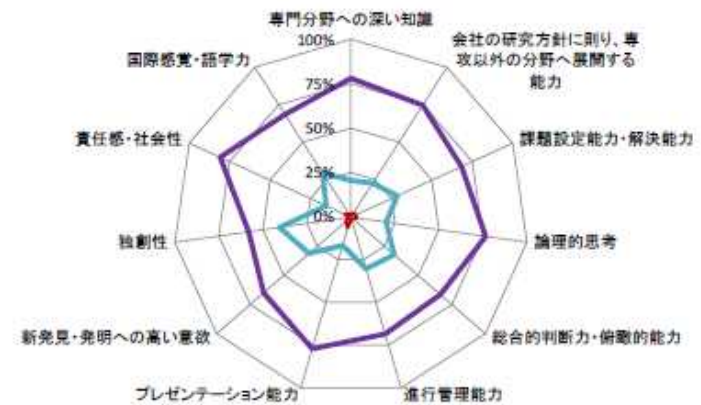 専門分野への深い知識
100%
会社の研究方針に則り、専
攻以外の分野へ展開する
能力
国際感覚・語学力
75%
責任感・社会性
課題設定能力・解決能力
50%
25%
0%
独創性
論理的思考
新発見・発明への高い意欲
総合的判断力・俯瞰的能力
プレゼンテーション能力
進行管理能力